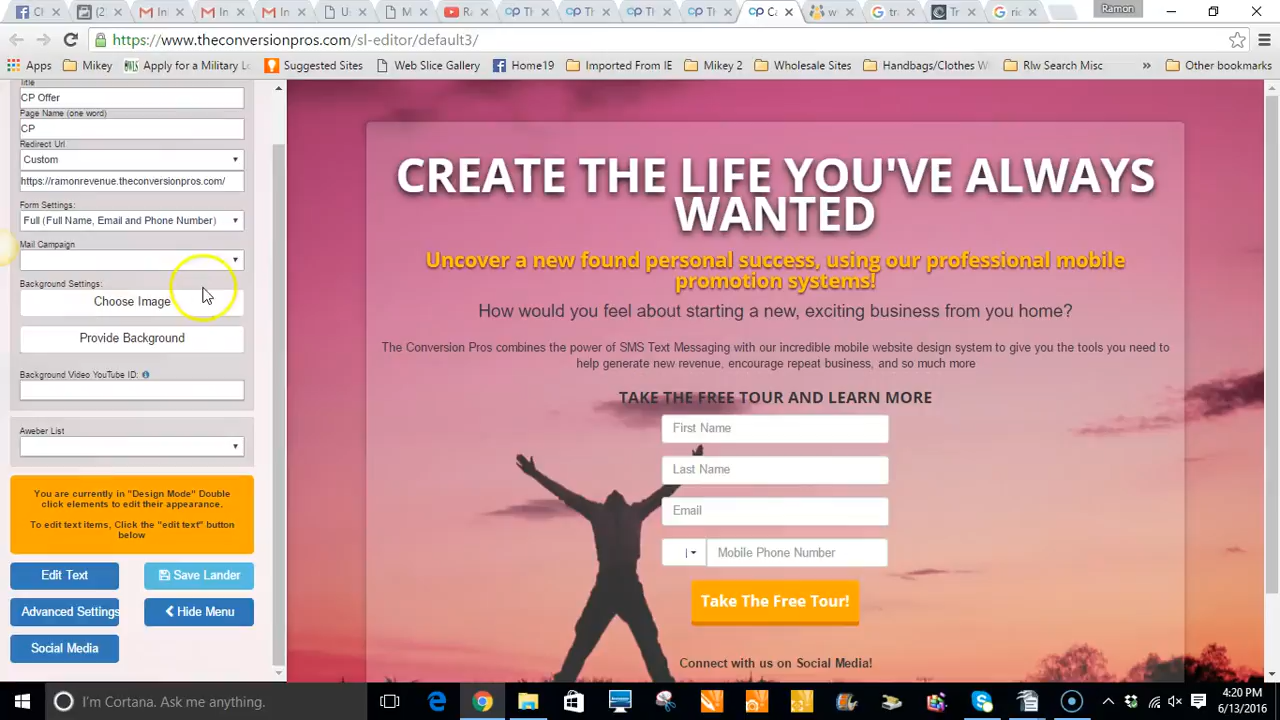 Ramon
https://www.theconversionpros.com/sl-editor/default3/
Apps Mikey Apply for a Military L Suggested Sites Web Slice Gallery Home19 Imported From IE Mikey 2 Wholesale Sites Handbags/Clothes W Rlw Search Misc » Other bookmarks
Title
CP Offer
Page Name (one word)
CP
Redirect Url
Custom
https://ramonrevenue.theconversionpros.com/
Form Settings:
Full (Full Name, Email and Phone Number)
Mail Campaign
Background Settings:
Choose Image
Provide Background
Background Video YouTube ID:
Aweber List
You are currently in "Design Mode" Double
click elements to edit their appearance.
To edit text items, Click the "edit text" button
below
Edit Text Save Lander
Advanced Settings Hide Menu
Social Media
CREATE THE LIFE YOU'VE ALWAYS
WANTED
Uncover a new found personal success, using our professional mobile
promotion systems!
How would you feel about starting a new, exciting business from you home?
The Conversion Pros combines the power of SMS Text Messaging with our incredible mobile website design system to give you the tools you need to
help generate new revenue, encourage repeat business, and so much more
TAKE THE FREE TOUR AND LEARN MORE
First Name
Last Name
Email
Mobile Phone Number
Take The Free Tour!
Connect with us on Social Media!
I'm Cortana. Ask me anything.
4:20 PM
6/13/2016